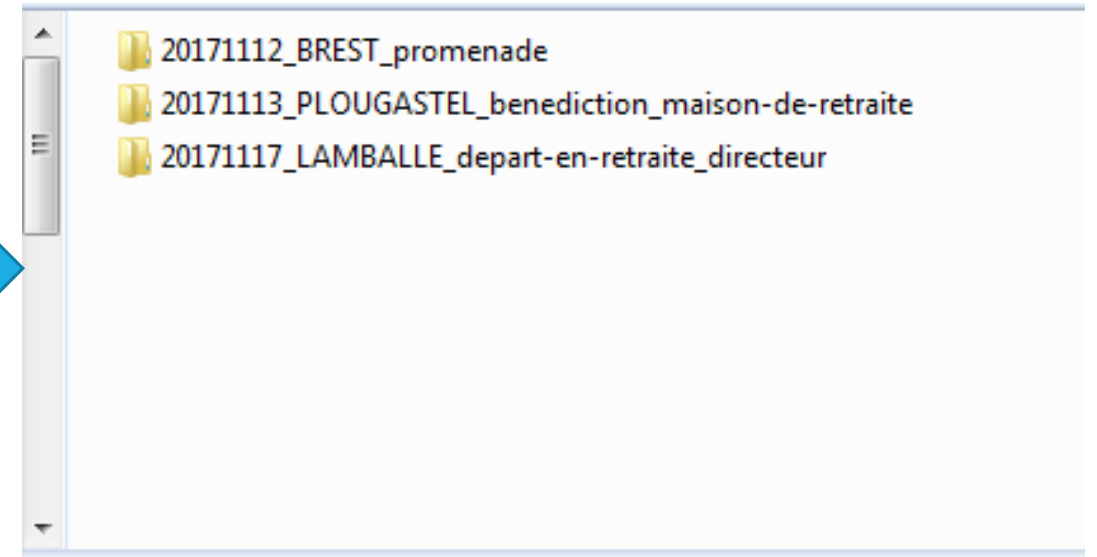 20171112_BREST_promenade
20171113_PLOUGASTEL_benediction_maison-de-retraite
20171117_LAMBALLE_depart-en-retraite_directeur